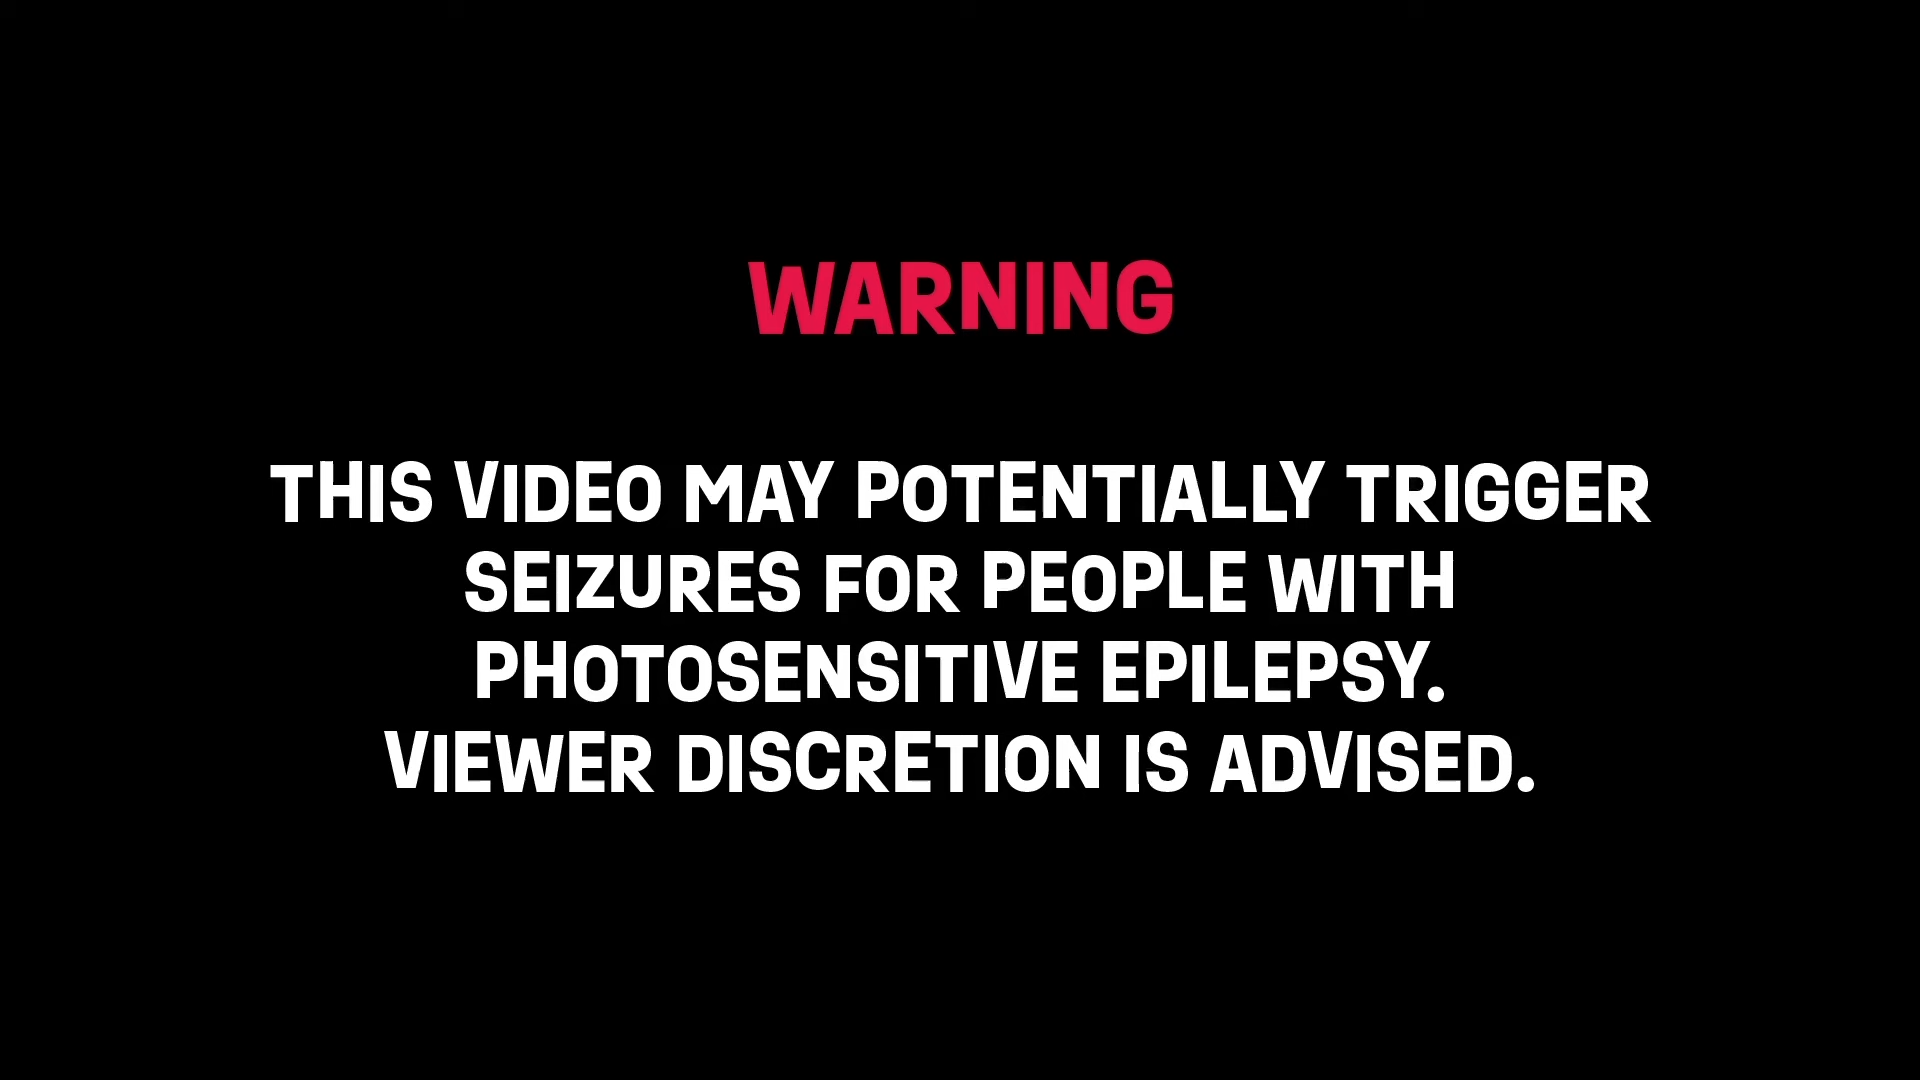 WARNING
THIS VIDEO MAY POTENTIALLY TRIGGER
SEIZURES FOR PEOPLE WITH
PHOTOSENSITIVE EPILEPSY.
VIEWER DISCRETION IS ADVISED.